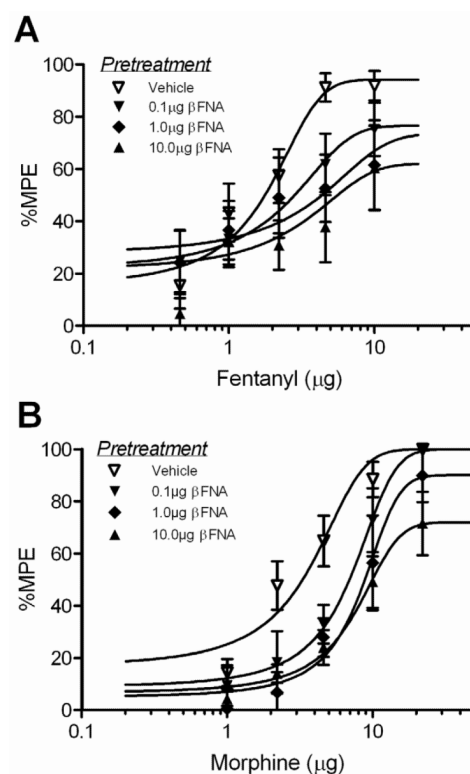 A
Pretreatment
Vehicle
0.1μg βFNA
1.0μg βFNA
10.0μg βFNA
%MPE
100
80
60
40
20
0
0.1
1
10
Fentanyl (μg)
B
Pretreatment
Vehicle
0.1μg βFNA
1.0μg βFNA
10.0μg βFNA
%MPE
100
80
60
40
20
0
0.1
1
10
Morphine (μg)